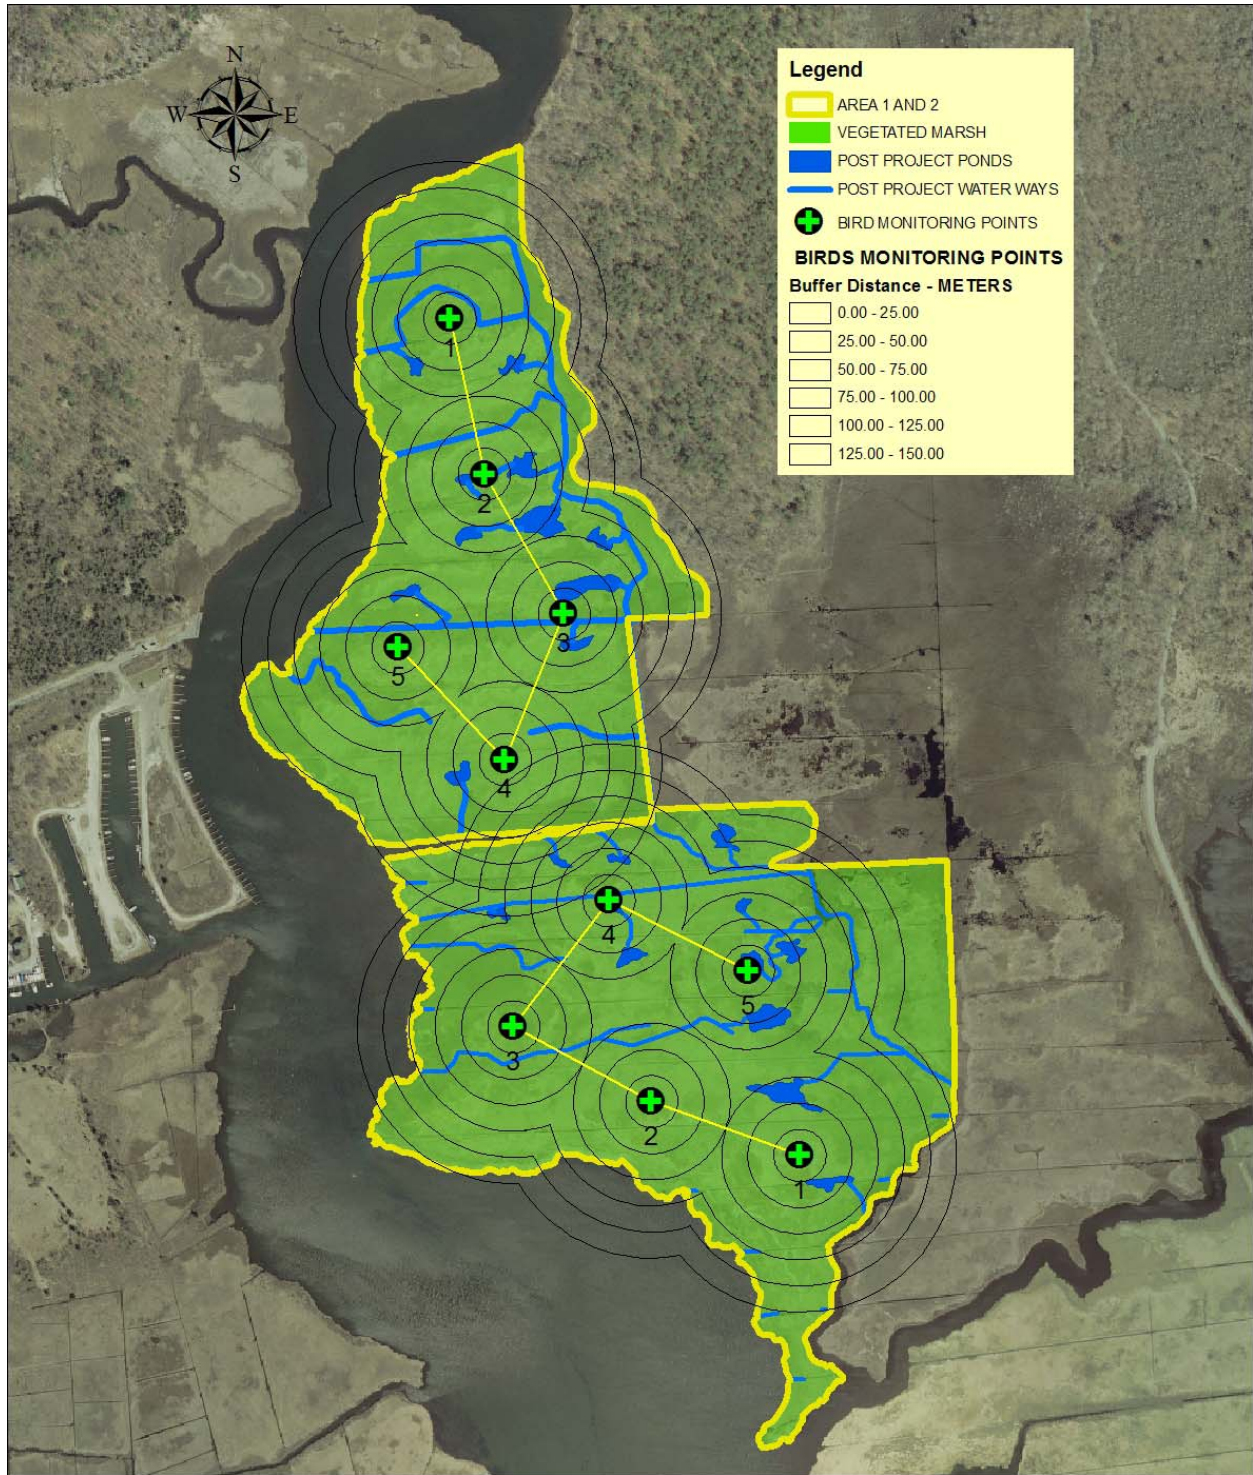 N
W E
S
Legend
AREA 1 AND 2
VEGETATED MARSH
POST PROJECT PONDS
POST PROJECT WATER WAYS
BIRD MONITORING POINTS
BIRDS MONITORING POINTS
Buffer Distance - METERS
0.00 - 25.00
25.00 - 50.00
50.00 - 75.00
75.00 - 100.00
100.00 - 125.00
125.00 - 150.00
1
2
3
5
4
4
5
3
2
1